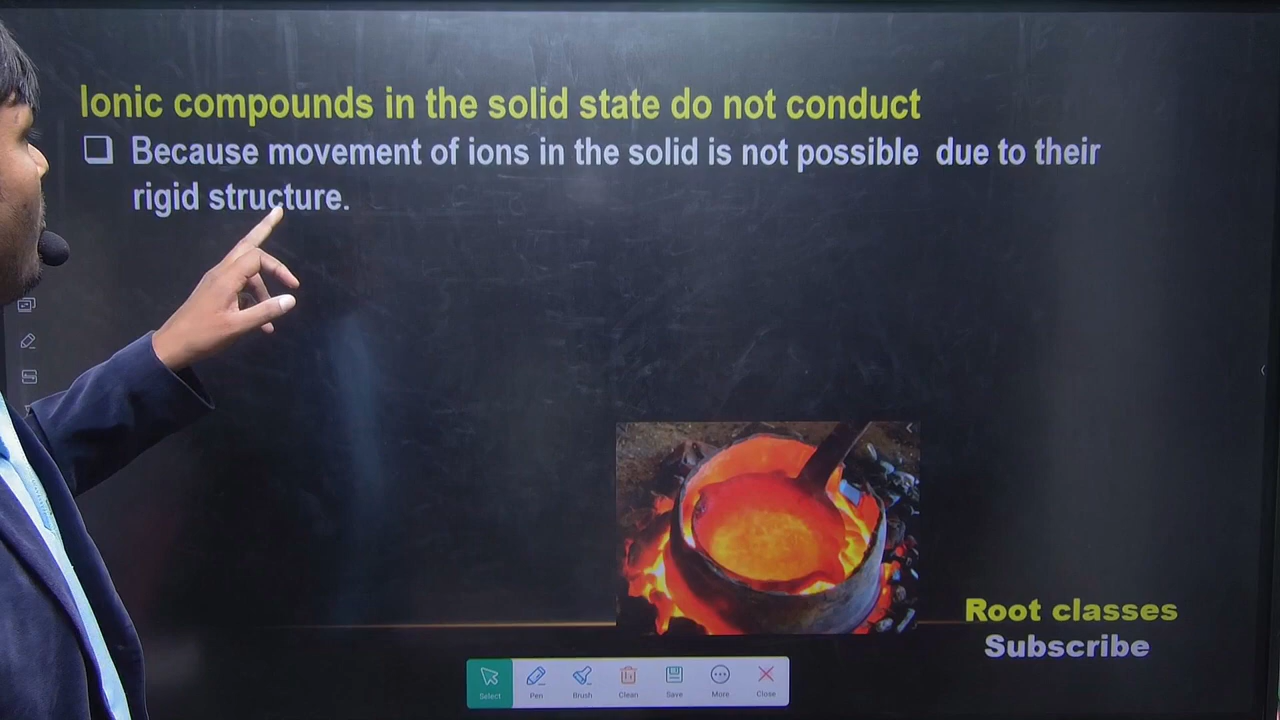 Ionic compounds in the solid state do not conduct
Because movement of ions in the solid is not possible due to their
rigid structure.
Root classes
Subscribe
Select Pen Brush Clean Save More Close